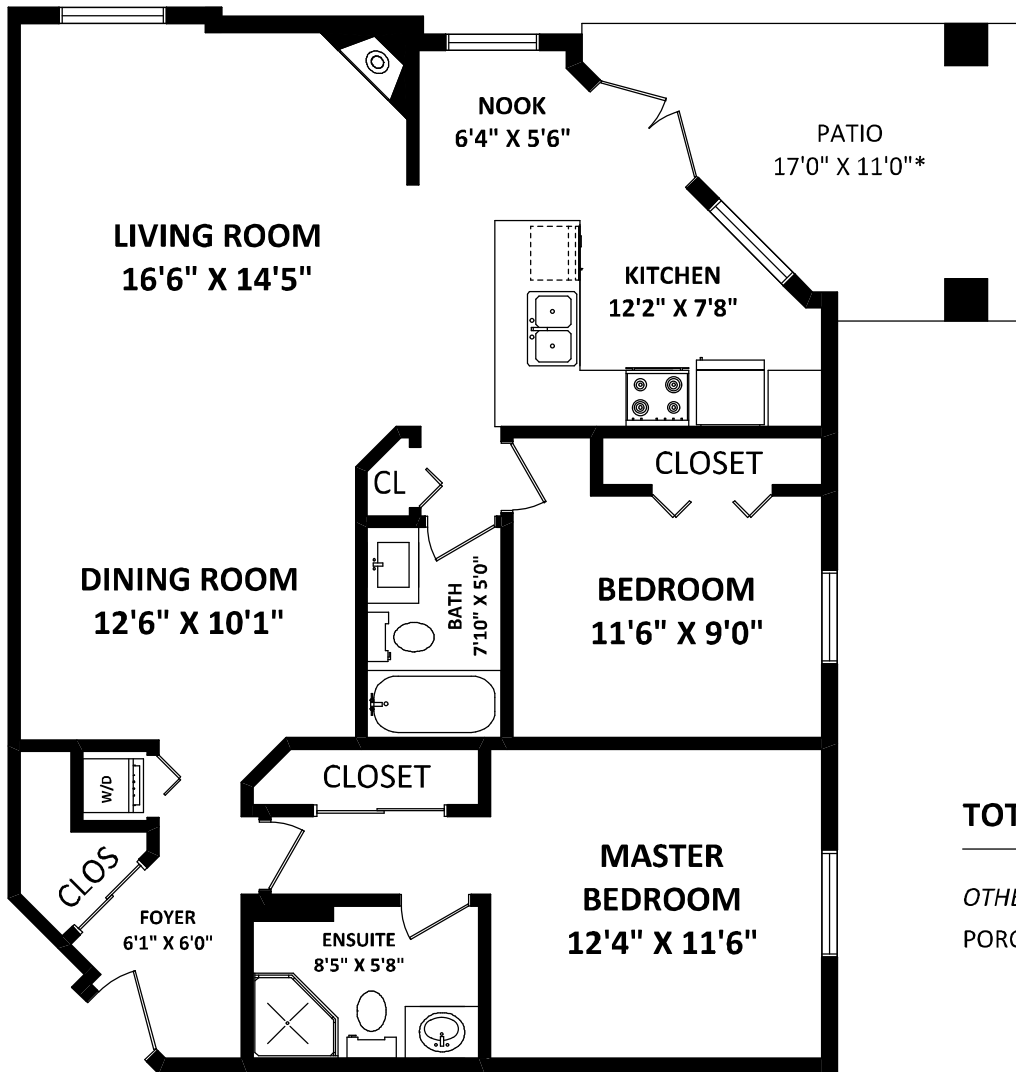 NOOK
6'4" X 5'6"
PATIO
17'0" X 11'0"*
LIVING ROOM
16'6" X 14'5"
KITCHEN
12'2" X 7'8"
CL
CLOSET
DINING ROOM
12'6" X 10'1"
BATH
7'10" X 5'0"
BEDROOM
11'6" X 9'0"
W/D
CLOSET
CLOS
MASTER
BEDROOM
12'4" X 11'6"
FOYER
6'1" X 6'0"
ENSUITE
8'5" X 5'8"
TOT
OTHE
PORC